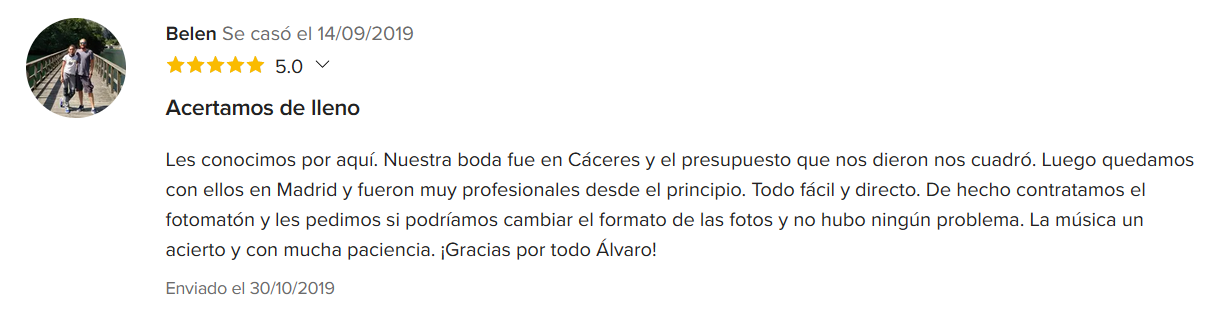 Belen Se casó el 14/09/2019
5.0
Acertamos de lleno
Les conocimos por aquí. Nuestra boda fue en Cáceres y el presupuesto que nos dieron nos cuadró. Luego quedamos
con ellos en Madrid y fueron muy profesionales desde el principio. Todo fácil y directo. De hecho contratamos el
fotomatón y les pedimos si podríamos cambiar el formato de las fotos y no hubo ningún problema. La música un
acierto y con mucha paciencia. ¡Gracias por todo Álvaro!
Enviado el 30/10/2019